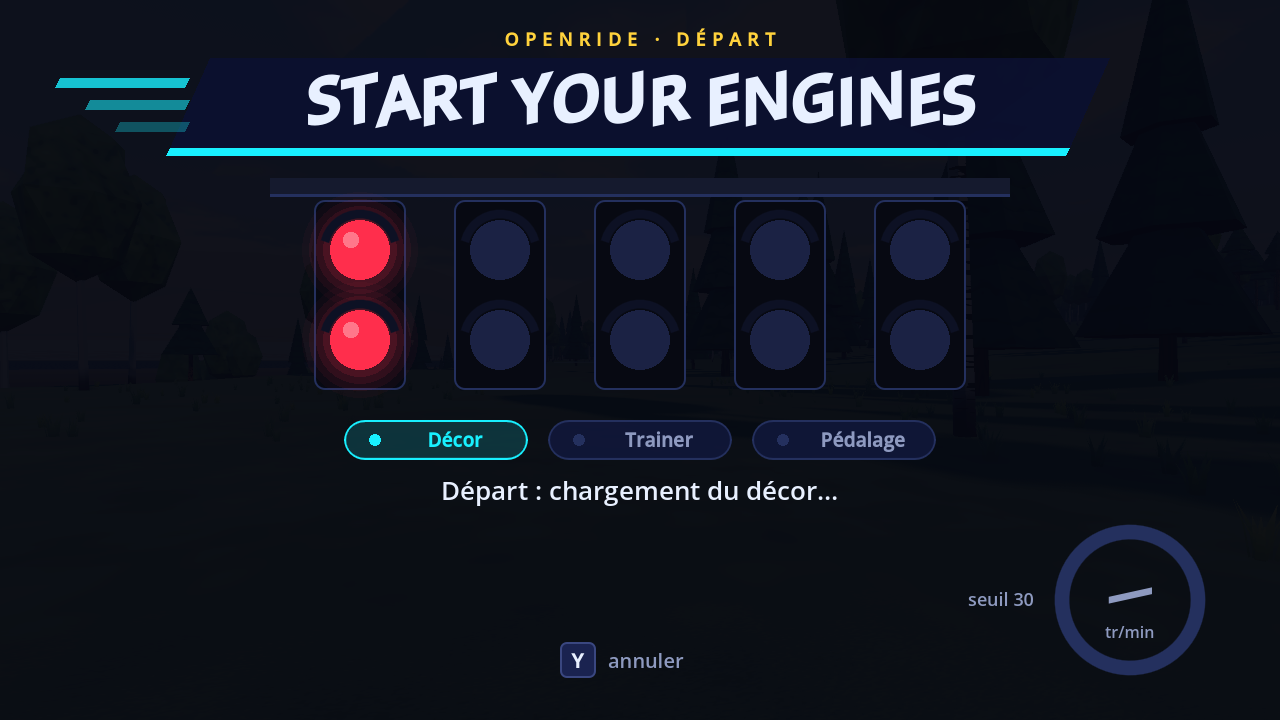 OPENRIDE · DÉPART
START YOUR ENGINES
Décor
Trainer
Pédalage
Départ : chargement du décor...
seuil 30
—
tr/min
Y annuler